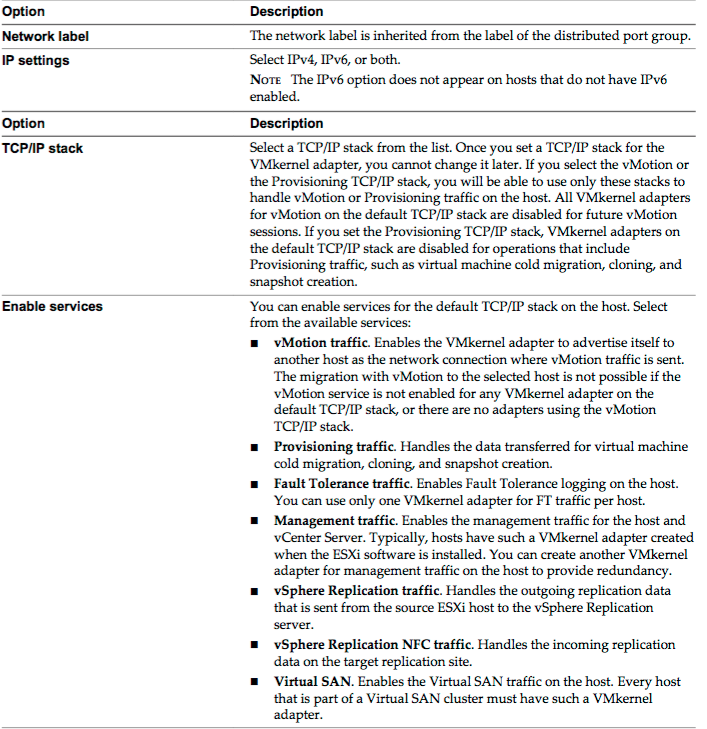 Option Description
Network label The network label is inherited from the label of the distributed port group.
IP settings Select IPv4, IPv6, or both.
NOTE The IPv6 option does not appear on hosts that do not have IPv6
enabled.
Option Description
TCP/IP stack Select a TCP/IP stack from the list. Once you set a TCP/IP stack for the
VMkernel adapter, you cannot change it later. If you select the vMotion or
the Provisioning TCP/IP stack, you will be able to use only these stacks to
handle vMotion or Provisioning traffic on the host. All VMkernel adapters
for vMotion on the default TCP/IP stack are disabled for future vMotion
sessions. If you set the Provisioning TCP/IP stack, VMkernel adapters on
the default TCP/IP stack are disabled for operations that include
Provisioning traffic, such as virtual machine cold migration, cloning, and
snapshot creation.
Enable services You can enable services for the default TCP/IP stack on the host. Select
from the available services:
■ vMotion traffic. Enables the VMkernel adapter to advertise itself to
another host as the network connection where vMotion traffic is sent.
The migration with vMotion to the selected host is not possible if the
vMotion service is not enabled for any VMkernel adapter on the
default TCP/IP stack, or there are no adapters using the vMotion
TCP/IP stack.
■ Provisioning traffic. Handles the data transferred for virtual machine
cold migration, cloning, and snapshot creation.
■ Fault Tolerance traffic. Enables Fault Tolerance logging on the host.
You can use only one VMkernel adapter for FT traffic per host.
■ Management traffic. Enables the management traffic for the host and
vCenter Server. Typically, hosts have such a VMkernel adapter created
when the ESXi software is installed. You can create another VMkernel
adapter for management traffic on the host to provide redundancy.
■ vSphere Replication traffic. Handles the outgoing replication data
that is sent from the source ESXi host to the vSphere Replication
server.
■ vSphere Replication NFC traffic. Handles the incoming replication
data on the target replication site.
■ Virtual SAN. Enables the Virtual SAN traffic on the host. Every host
that is part of a Virtual SAN cluster must have such a VMkernel
adapter.